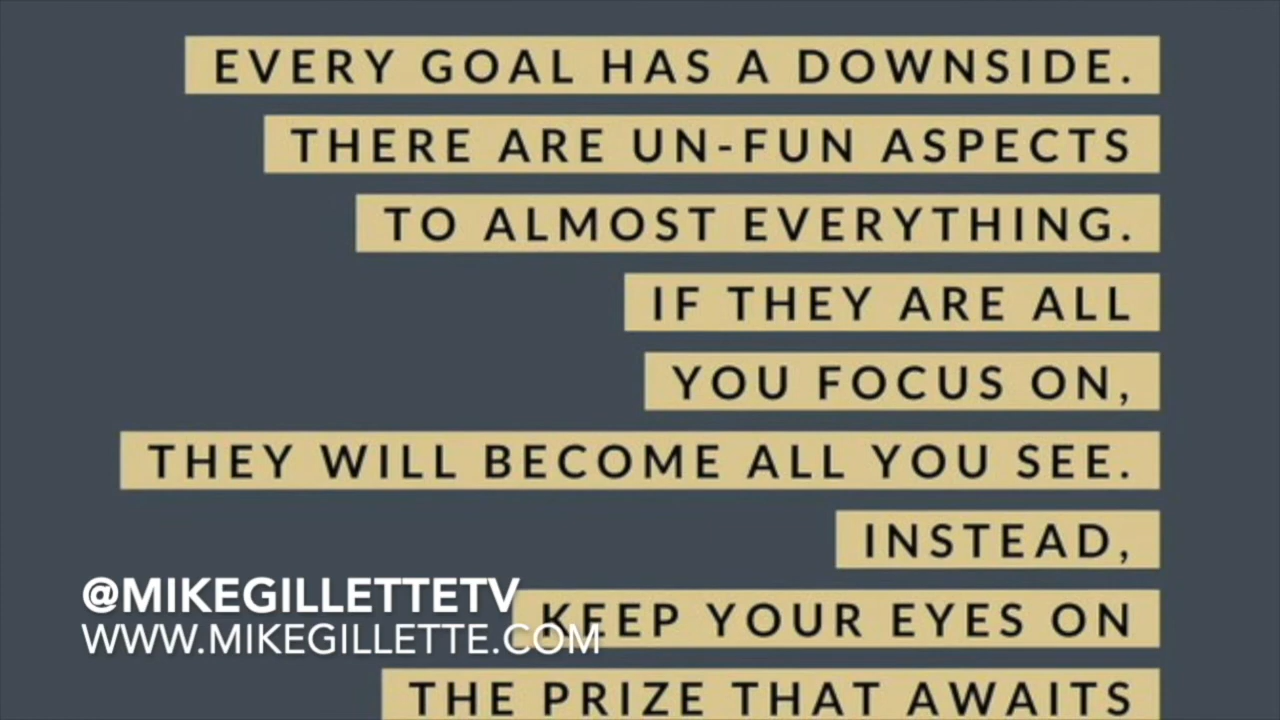 EVERY GOAL HAS A DOWNSIDE.
THERE ARE UN-FUN ASPECTS
TO ALMOST EVERYTHING.
IF THEY ARE ALL
YOU FOCUS ON,
THEY WILL BECOME ALL YOU SEE.
INSTEAD,
@MIKEGILLETTETV
KEEP YOUR EYES ON
WWW.MIKEGILLETTE.COM
THE PRIZE THAT AWAITS